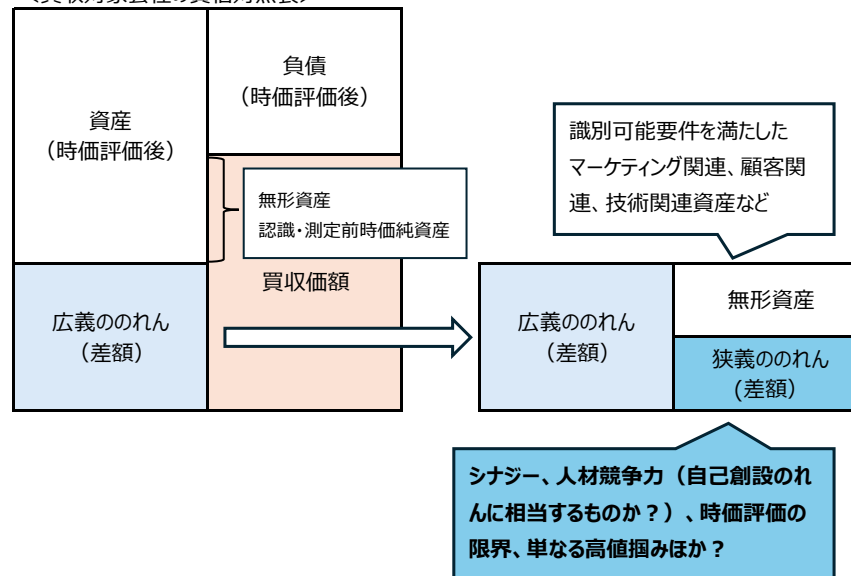 資産
（時価評価後）
負債
（時価評価後）
無形資産
認識・測定前時価純資産
買収価額
広義ののれん
（差額）
識別可能要件を満たした
マーケティング関連、顧客関
連、技術関連資産など
広義ののれん
（差額）
無形資産
狭義ののれん
(差額）
シナジー、人材競争力（自己創設のれ
んに相当するものか？）、時価評価の
限界、単なる高値掴みほか？